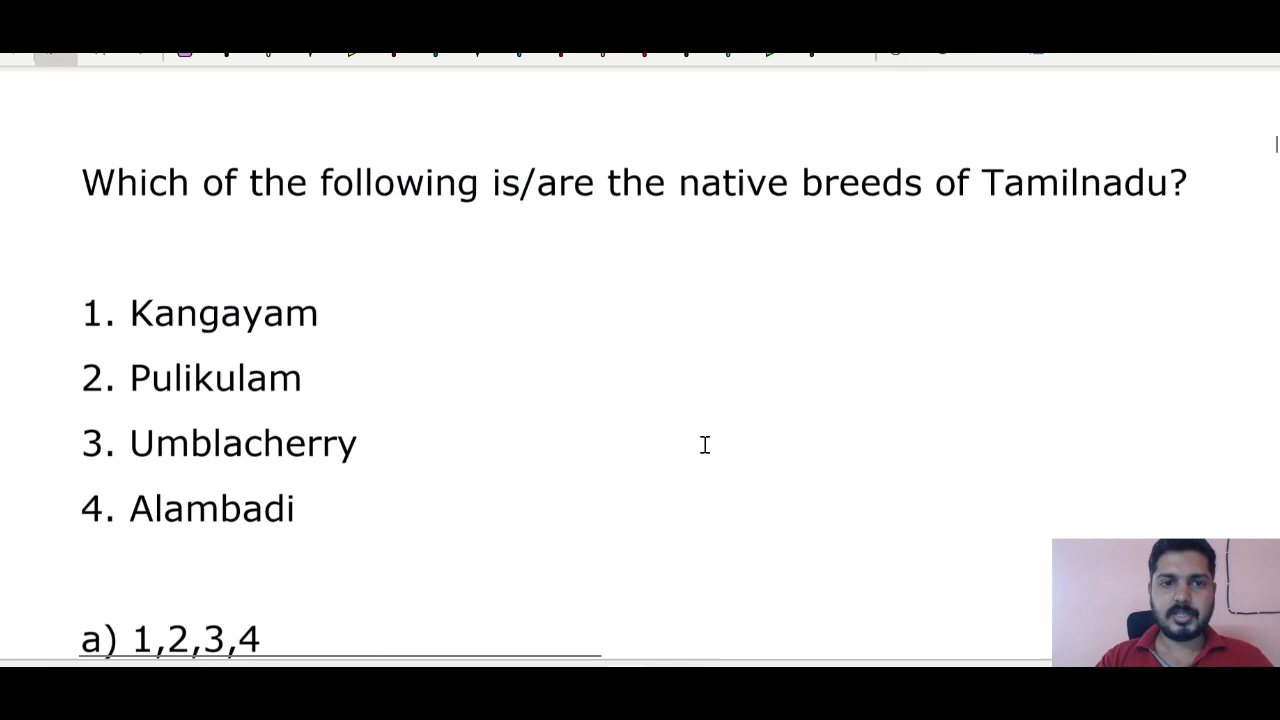 Which of the following is/are the native breeds of Tamilnadu?
1. Kangayam
2. Pulikulam
3. Umblacherry
4. Alambadi
a) 1,2,3,4